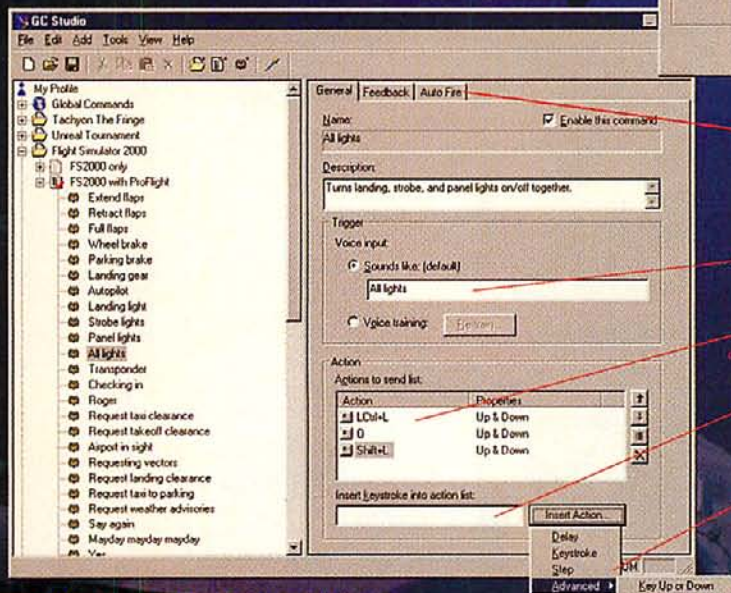 GC Studio
File Edit Add Tools View Help
My Profile
Global Commands
Tachyon The Fringe
Unreal Tournament
Flight Simulator 2000
FS2000 only
FS2000 with ProFlight
Extend flaps
Retract flaps
Full flaps
Wheel brake
Parking brake
Landing gear
Autopilot
Landing light
Strobe lights
Panel lights
All lights
Transponder
Checking in
Roger
Request taxi clearance
Request takeoff clearance
Airport in sight
Requesting vectors
Request landing clearance
Request taxi to parking
Request weather advisories
Say again
Mayday mayday mayday
Yes
General Feedback Auto Fire
Name: Enable this command
All lights
Description:
Turns landing, strobe, and panel lights on/off together.
Trigger
Voice input:
Sounds like: (default)
All lights
Voice training:
Action
Actions to send list:
Action Properties
LCtrl+L Up & Down
O Up & Down
Shift+L Up & Down
Insert Keystroke into action list:
Insert Action...
Delay
Keystroke
Step
Advanced Key Up or Down
UM